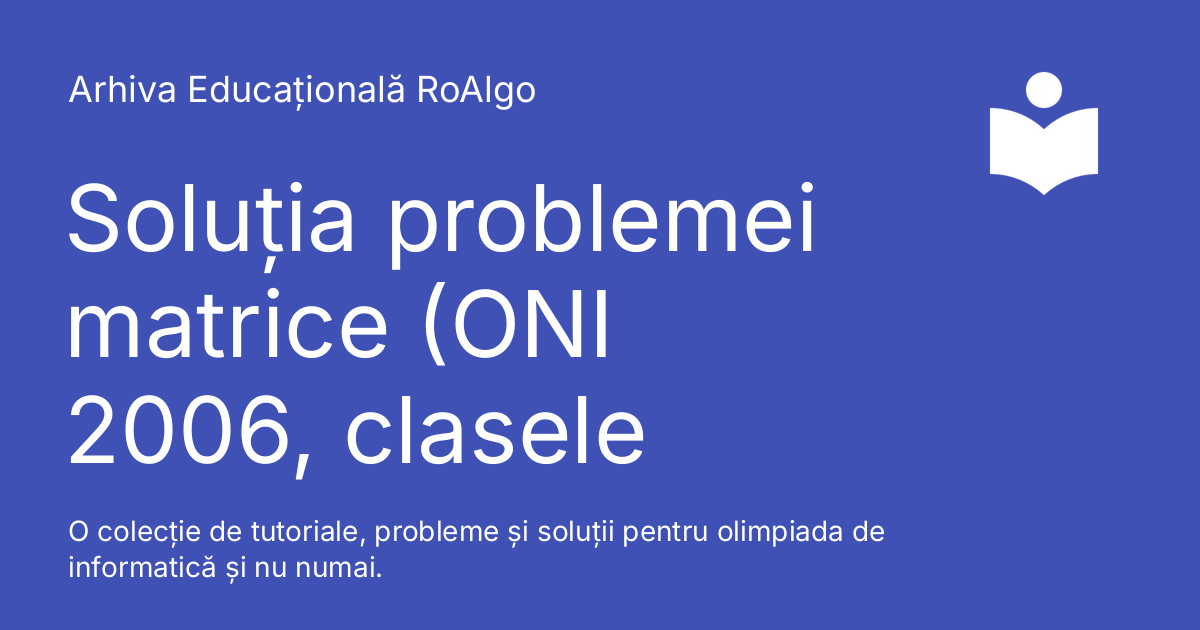 Arhiva Educațională RoAlgo
Soluția problemei
matrice (ONI
2006, clasele
O colecție de tutoriale, probleme și soluții pentru olimpiada de
informatică și nu numai.